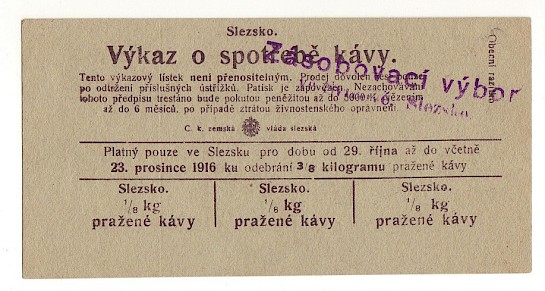 Slezsko.
Výkaz o spotřebě kávy.
Tento výkazový lístek není přenositelným. Prodej dovolen jest
po odtržení příslušných ústřižků. Patisk je zapovězen. Nezachovávání
tohoto předpisu trestáno bude pokutou peněžitou až do 5000 K, vězením
až do 6 měsíců, po případě ztrátou živnostenského oprávnění.
Zásobovací výbor
Slezsko
Obecní razítko
C. k. zemská vláda slezská
Platný pouze ve Slezsku pro dobu od 29. října až do včetně
23. prosince 1916 ku odebrání 3/8 kilogramu pražené kávy
Slezsko. Slezsko. Slezsko.
1/8 kg 1/8 kg 1/8 kg
pražené kávy pražené kávy pražené kávy